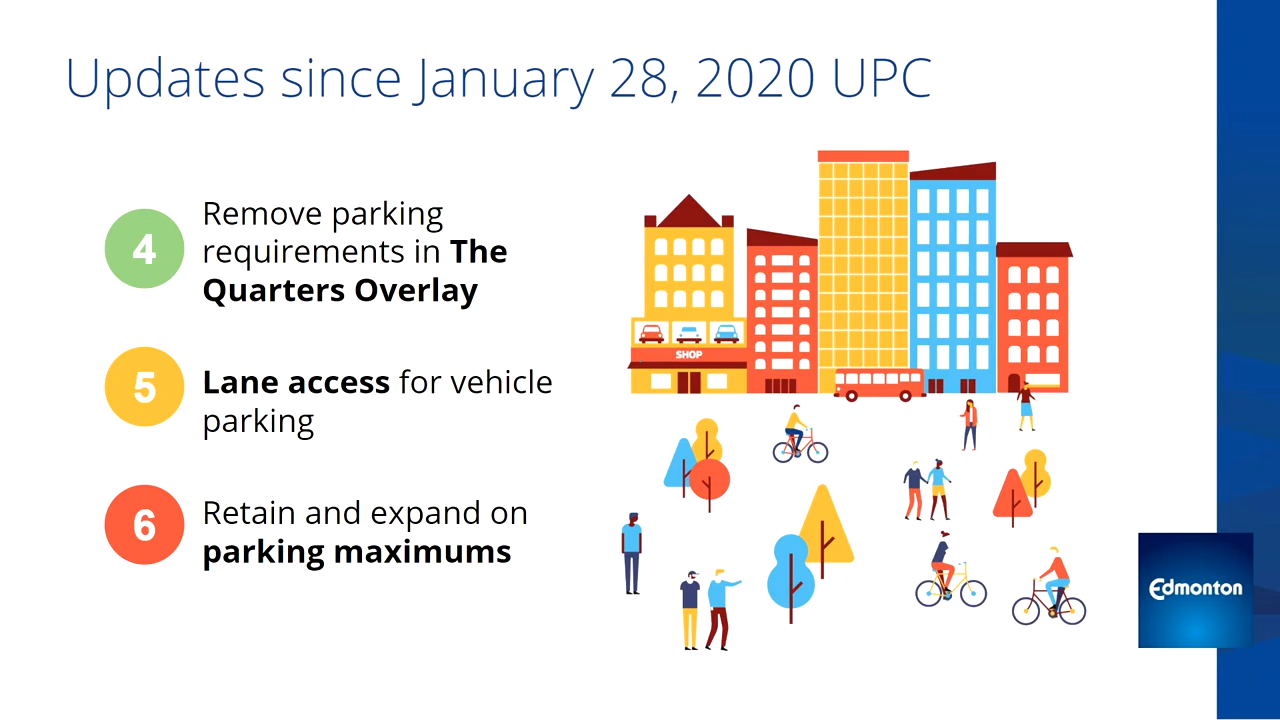 Updates since January 28, 2020 UPC
4
Remove parking
requirements in The
Quarters Overlay
5
Lane access for vehicle
parking
6
Retain and expand on
parking maximums
SHOP
Edmonton